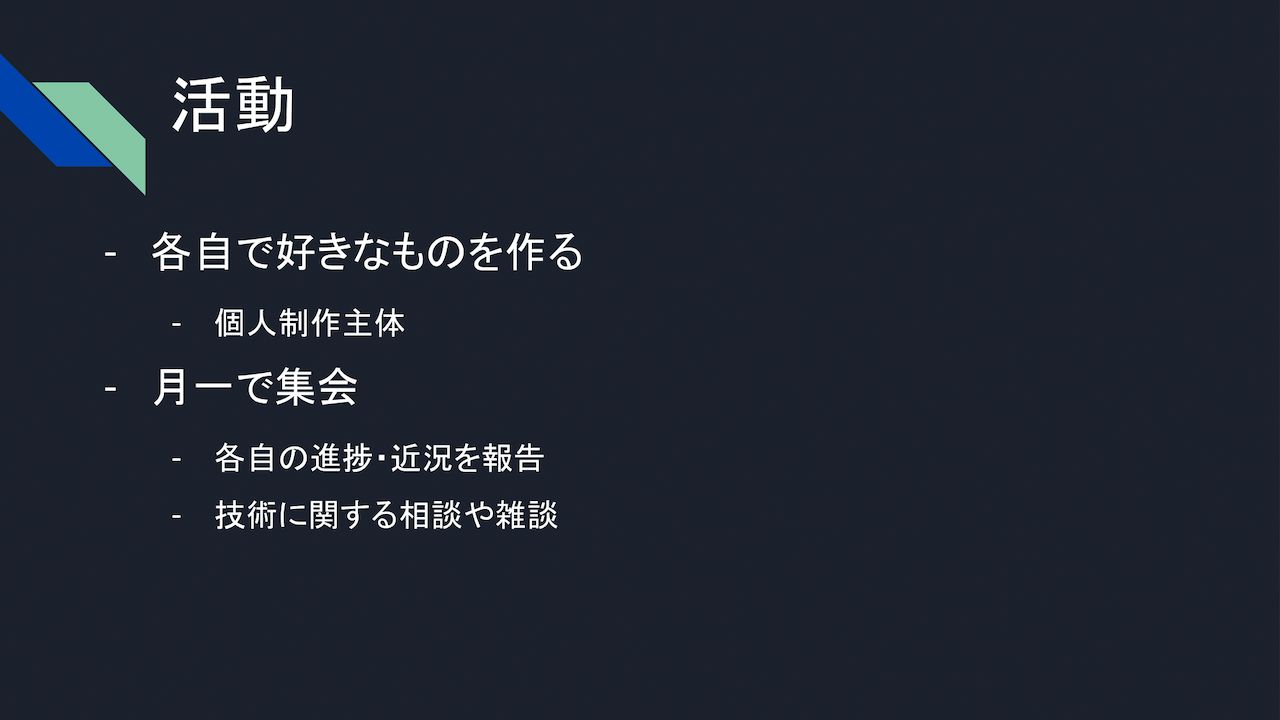 活動
- 各自で好きなものを作る
- 個人制作主体
- 月一で集会
- 各自の進捗・近況を報告
- 技術に関する相談や雑談